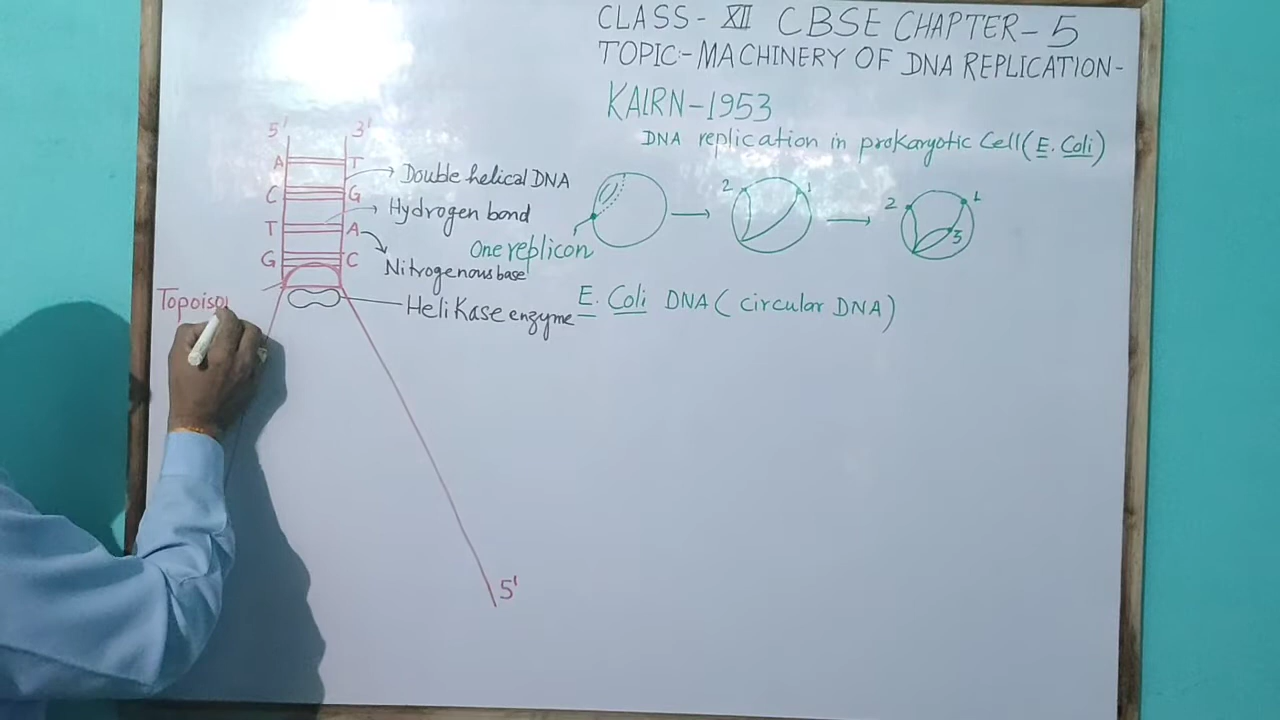 CLASS- XII CBSE CHAPTER-5
TOPIC:-MACHINERY OF DNA REPLICATION-
KAIRN-1953
DNA replication in prokaryotic Cell(E. Coli)
5' 3'
A T
Double helical DNA
C G
Hydrogen bond
T A
Nitrogenous base
G C
2 1
2 1
3
One replicon
Topoiso
HeliKase enzyme
E. Coli DNA (circular DNA)
5'